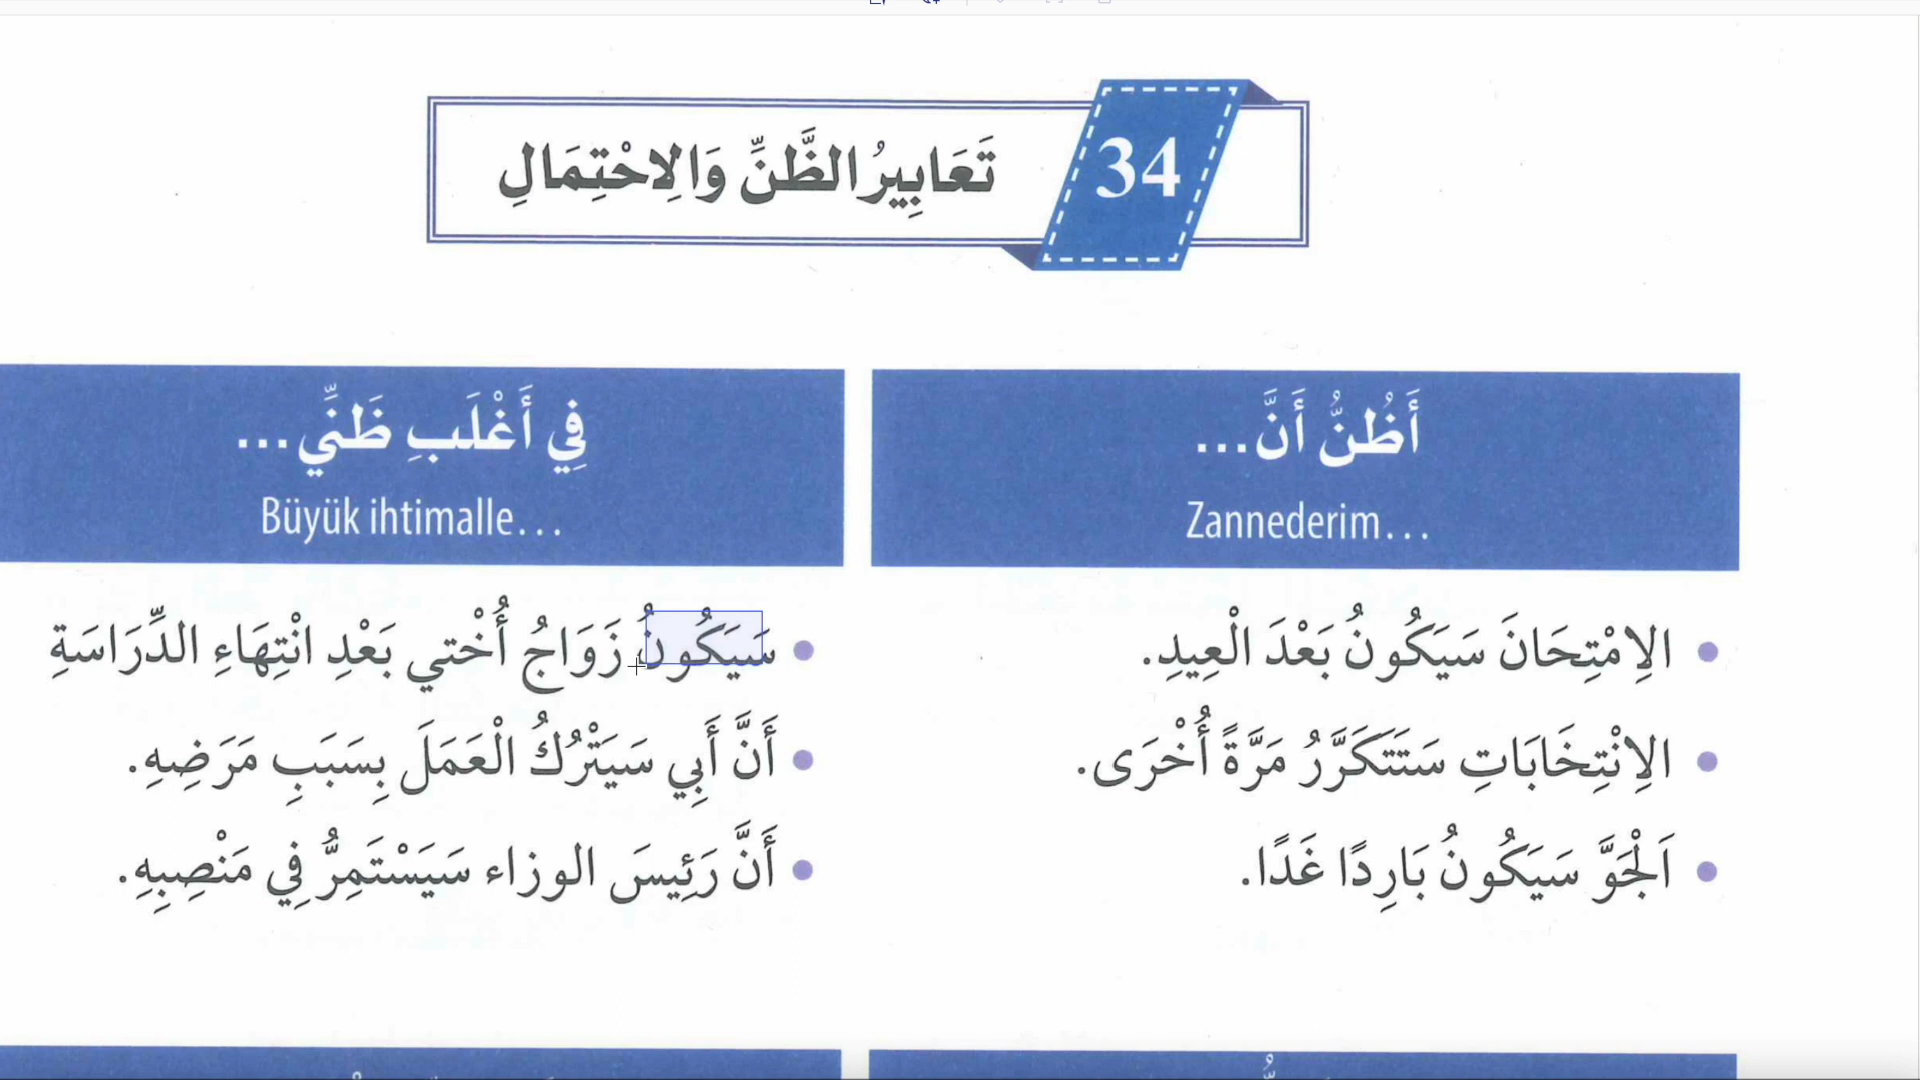 34
تَعَابِيرُ الظَّنِّ وَالِاحْتِمَالِ
أَظُنُّ أَنَّ...
Zannederim...
الِامْتِحَانَ سَيَكُونُ بَعْدَ الْعِيدِ.
الِانْتِخَابَاتِ سَتَتَكَرَّرُ مَرَّةً أُخْرَى.
اَلْجَوَّ سَيَكُونُ بَارِدًا غَدًا.
فِي أَغْلَبِ ظَنِّي...
Büyük ihtimalle...
سَيَكُونُ زَوَاجُ أُخْتي بَعْدِ انْتِهَاءِ الدِّرَاسَةِ
أَنَّ أَبِي سَيَتْرُكُ الْعَمَلَ بِسَبَبِ مَرَضِهِ.
أَنَّ رَئِيسَ الوزاء سَيَسْتَمِرُّ فِي مَنْصِبِهِ.